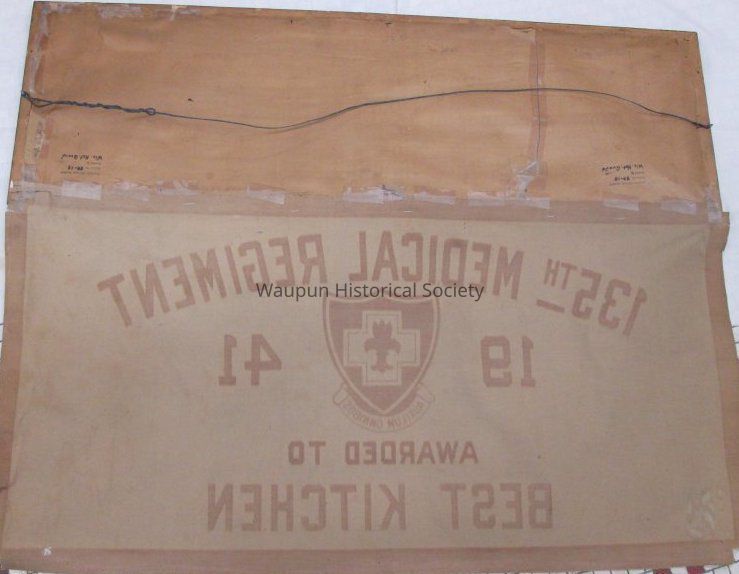 135TH MEDICAL REGIMENT
Waupun Historical Society
19 41
AWARDED TO
BEST KITCHEN